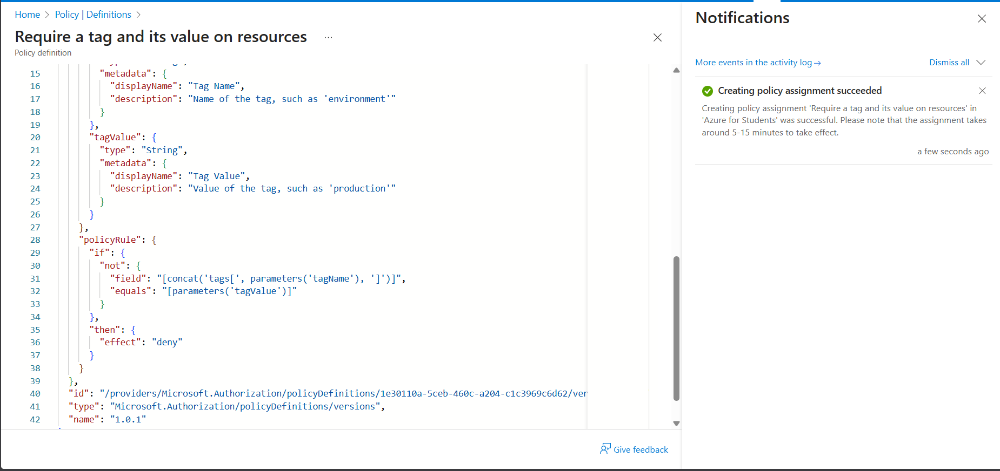 Home > Policy | Definitions >
Require a tag and its value on resources ...
Policy definition
15 "metadata": {
16 "displayName": "Tag Name",
17 "description": "Name of the tag, such as 'environment'"
18 }
19 },
20 "tagValue": {
21 "type": "String",
22 "metadata": {
23 "displayName": "Tag Value",
24 "description": "Value of the tag, such as 'production'"
25 }
26 }
27 },
28 "policyRule": {
29 "if": {
30 "not": {
31 "field": "[concat('tags[', parameters('tagName'), ']')]",
32 "equals": "[parameters('tagValue')]"
33 }
34 },
35 "then": {
36 "effect": "deny"
37 }
38 }
39 },
40 "id": "/providers/Microsoft.Authorization/policyDefinitions/1e30110a-5ceb-460c-a204-c1c3969c6d62/ver
41 "type": "Microsoft.Authorization/policyDefinitions/versions",
42 "name": "1.0.1"
Give feedback
Notifications
More events in the activity log →
Dismiss all
Creating policy assignment succeeded
Creating policy assignment 'Require a tag and its value on resources' in
'Azure for Students' was successful. Please note that the assignment takes
around 5-15 minutes to take effect.
a few seconds ago